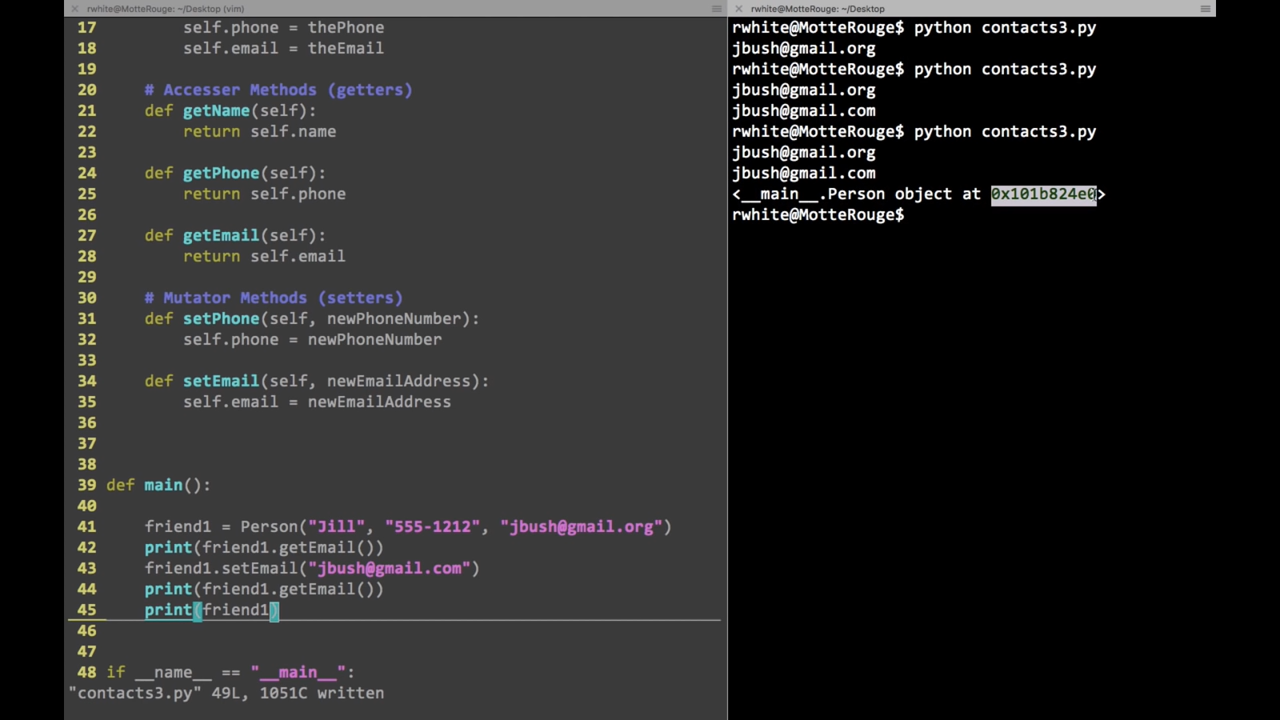 rwhite@MotteRouge: ~/Desktop (vim)
17 self.phone = thePhone
18 self.email = theEmail
19
20 # Accesser Methods (getters)
21 def getName(self):
22 return self.name
23
24 def getPhone(self):
25 return self.phone
26
27 def getEmail(self):
28 return self.email
29
30 # Mutator Methods (setters)
31 def setPhone(self, newPhoneNumber):
32 self.phone = newPhoneNumber
33
34 def setEmail(self, newEmailAddress):
35 self.email = newEmailAddress
36
37
38
39 def main():
40
41 friend1 = Person("Jill", "555-1212", "jbush@gmail.org")
42 print(friend1.getEmail())
43 friend1.setEmail("jbush@gmail.com")
44 print(friend1.getEmail())
45 print(friend1)
46
47
48 if __name__ == "__main__":
"contacts3.py" 49L, 1051C written
rwhite@MotteRouge: ~/Desktop
rwhite@MotteRouge$ python contacts3.py
jbush@gmail.org
rwhite@MotteRouge$ python contacts3.py
jbush@gmail.org
jbush@gmail.com
rwhite@MotteRouge$ python contacts3.py
jbush@gmail.org
jbush@gmail.com
<__main__.Person object at 0x101b824e0>
rwhite@MotteRouge$